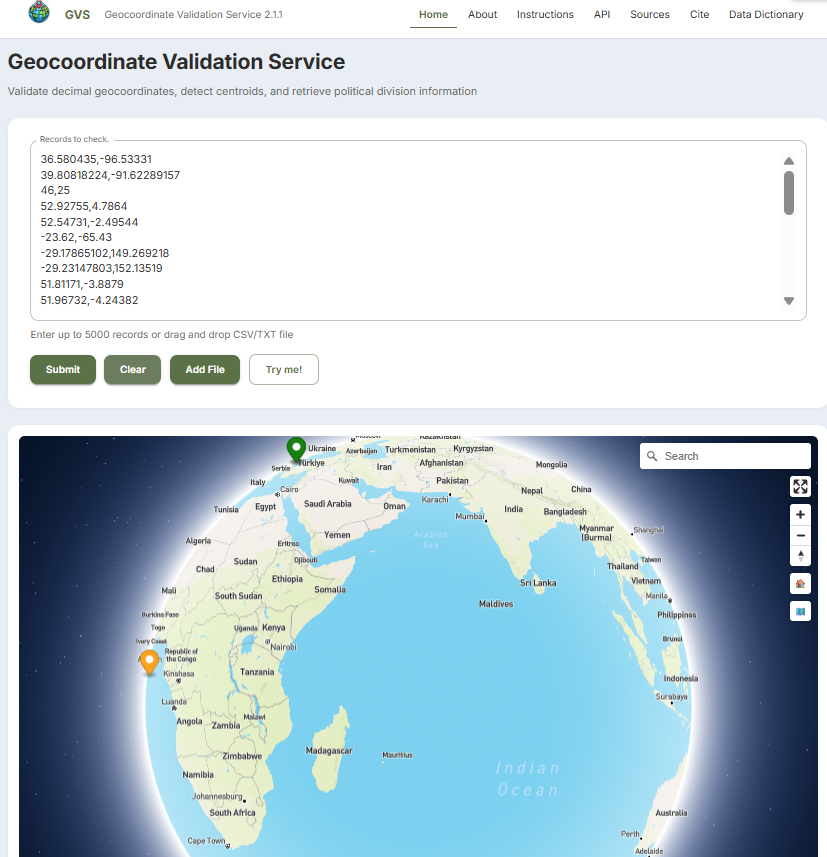 GVS Geocoordinate Validation Service 2.1.1 Home About Instructions API Sources Cite Data Dictionary
Geocoordinate Validation Service
Validate decimal geocoordinates, detect centroids, and retrieve political division information
Records to check.
36.580435,-96.53331
39.80818224,-91.62289157
46,25
52.92755,4.7864
52.54731,-2.49544
-23.62,-65.43
-29.17865102,149.269218
-29.23147803,152.13519
51.81171,-3.8879
51.96732,-4.24382
Enter up to 5000 records or drag and drop CSV/TXT file
Submit Clear Add File Try me!
Kazakhstan
Ukraine Azerbaijan Turkmenistan Kyrgyzstan
Search
Serbia Türkiye Iran Afghanistan Mongolia
Italy Cairo Kuwait Pakistan Nepal China
Tunisia Egypt Saudi Arabia Oman Karachi India Bangladesh
Mumbai
Myanmar
(Burma)
Shanghai
Algeria Eritrea Yemen Arabian
Sea
Chad Sudan Djibouti Thailand Taiwan
Ethiopia Vietnam
Mali South Sudan Somalia Sri Lanka Manila
Maldives Philippines
Burkina Faso
Togo Uganda Kenya
Ivory Coast Nairobi Brunei
Republic of
the Congo
Kinshasa Tanzania Indonesia
Luanda Surabaya
Angola Zambia Malawi
Zimbabwe Madagascar Mauritius
Namibia Indian
Ocean
Johannesburg
South Africa Australia
Cape Town Perth
Adelaide